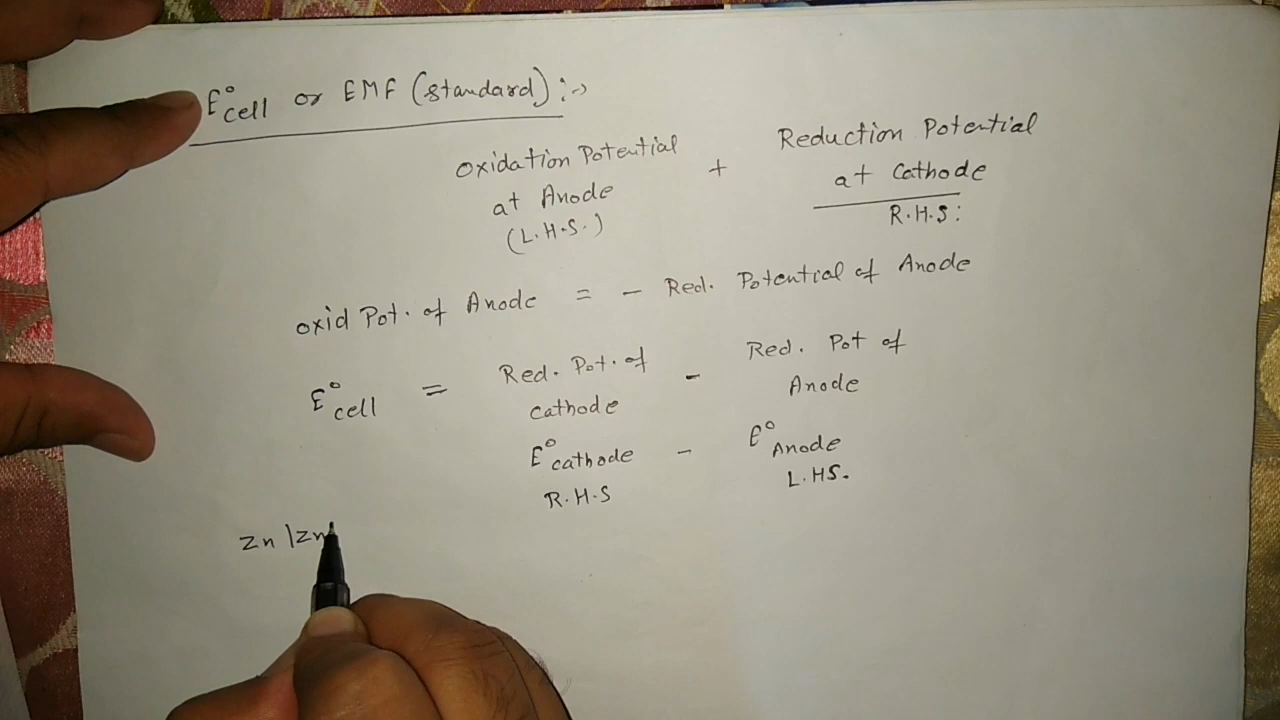 E°cell or EMF (standard) :→
Oxidation Potential at Anode (L.H.S.) + Reduction Potential at Cathode R.H.S:
Oxid Pot. of Anode = - Red. Potential of Anode
E°cell = Red. Pot. of cathode - Red. Pot of Anode
E°cathode R.H.S - E°Anode L.HS.
Zn | Zn